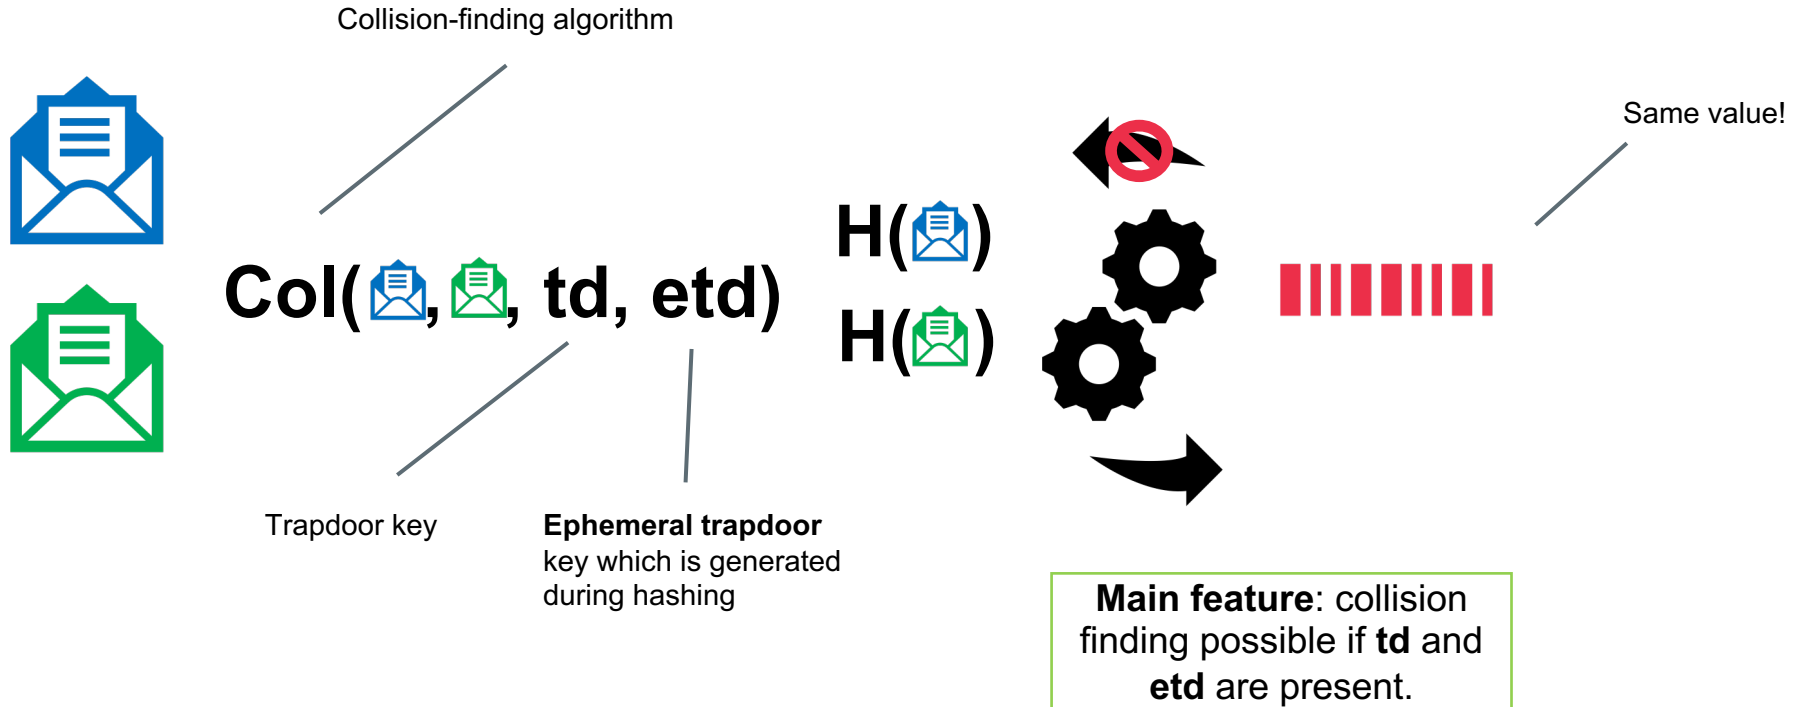 Collision-finding algorithm
Same value!
Col( , , td, etd)
H( )
H( )
Trapdoor key
Ephemeral trapdoor
key which is generated
during hashing
Main feature: collision
finding possible if td and
etd are present.